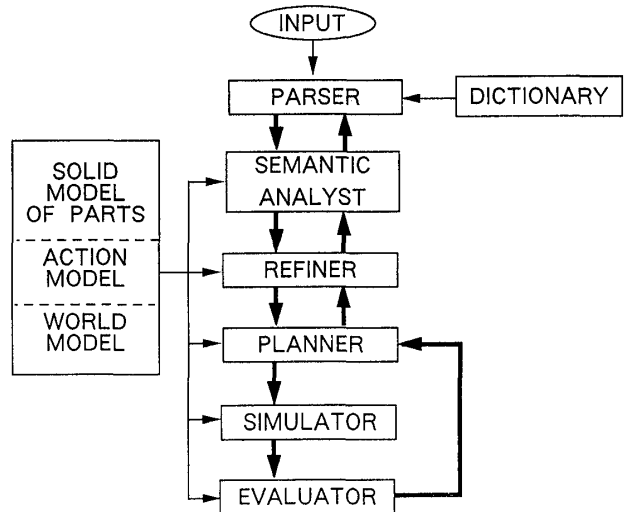 INPUT
PARSER
DICTIONARY
SOLID
MODEL
OF PARTS
ACTION
MODEL
WORLD
MODEL
SEMANTIC
ANALYST
REFINER
PLANNER
SIMULATOR
EVALUATOR